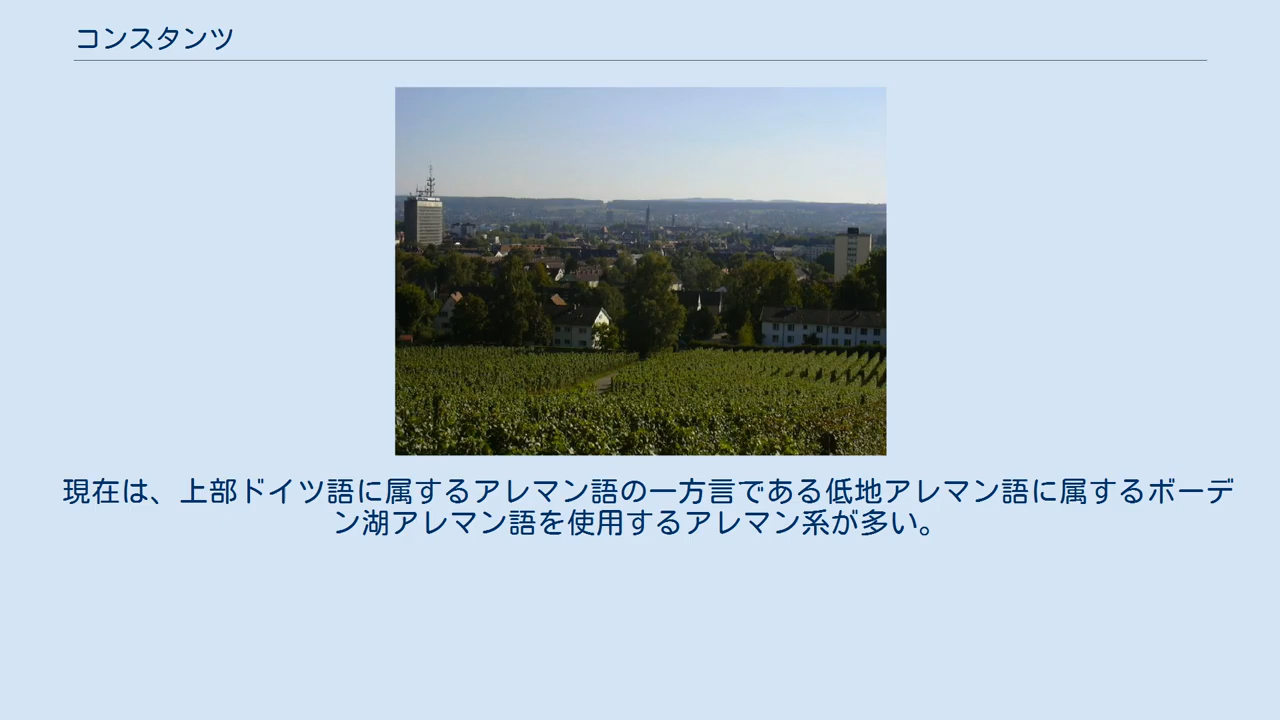 コンスタンツ
現在は、上部ドイツ語に属するアレマン語の一方言である低地アレマン語に属するボーデ
ン湖アレマン語を使用するアレマン系が多い。